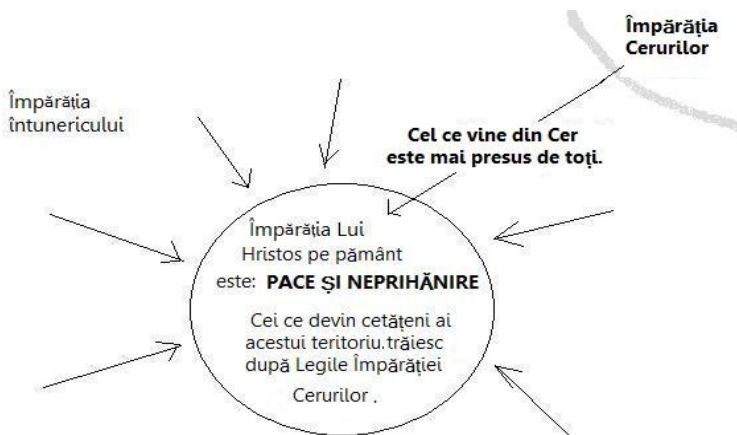 Împărăția
Cerurilor
Împărăția
întunericului
Cel ce vine din Cer
este mai presus de toți.
Împărăția Lui
Hristos pe pământ
este: PACE ȘI NEPRIHĂNIRE
Cei ce devin cetățeni ai
acestui teritoriu.trăiesc
după Legile Împărăției
Cerurilor .